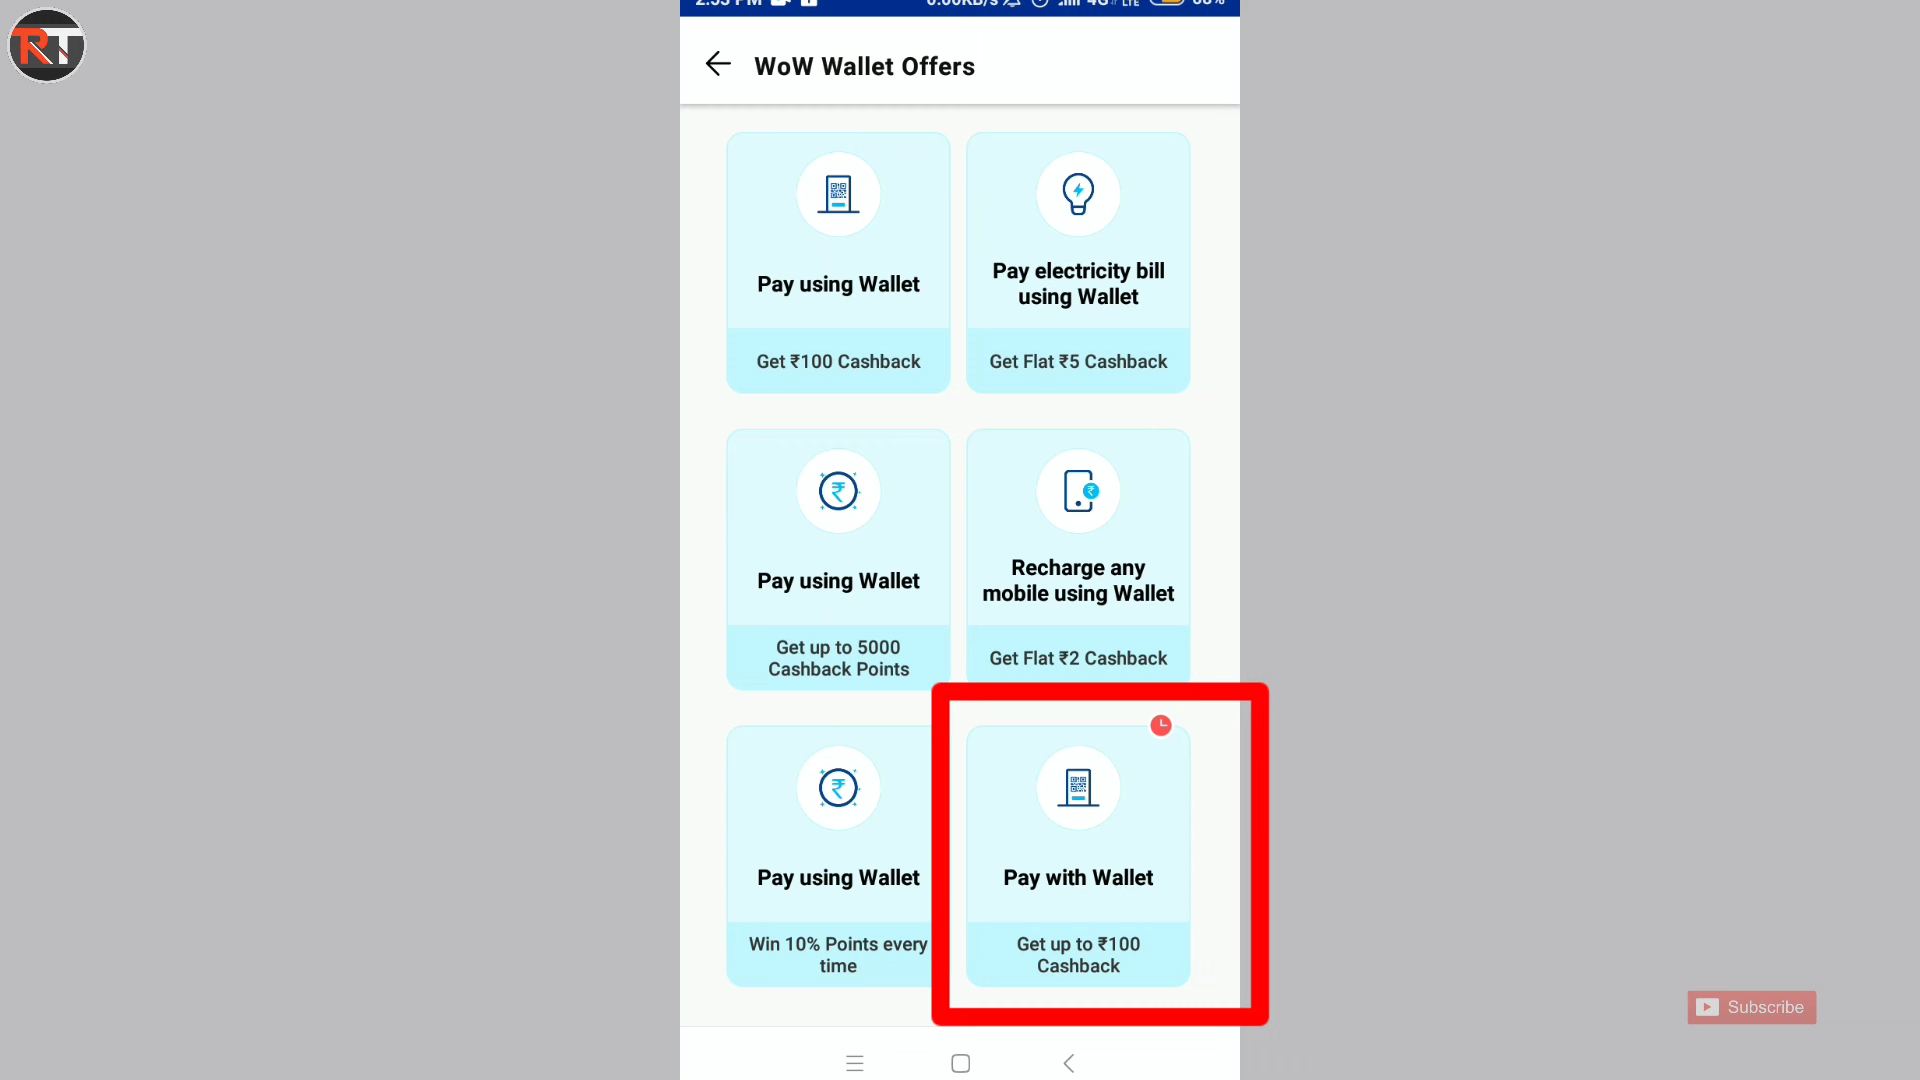 RT
WoW Wallet Offers
Pay using Wallet
Get ₹100 Cashback
Pay electricity bill
using Wallet
Get Flat ₹5 Cashback
Pay using Wallet
Get up to 5000
Cashback Points
Recharge any
mobile using Wallet
Get Flat ₹2 Cashback
Pay using Wallet
Win 10% Points every
time
Pay with Wallet
Get up to ₹100
Cashback
Subscribe